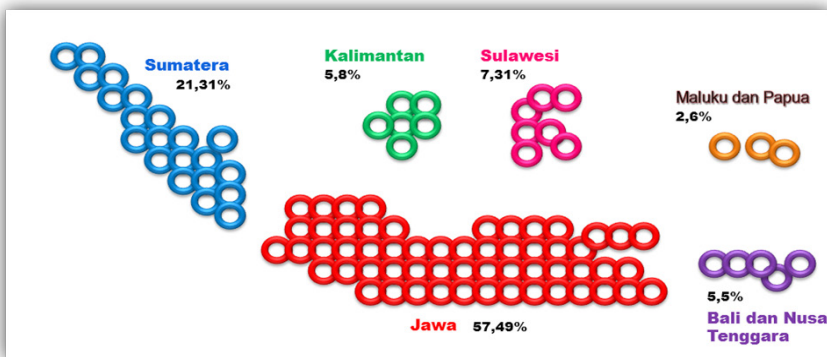 Sumatera
21,31%
Kalimantan
5,8%
Sulawesi
7,31%
Maluku dan Papua
2,6%
Jawa 57,49%
5,5%
Bali dan Nusa
Tenggara